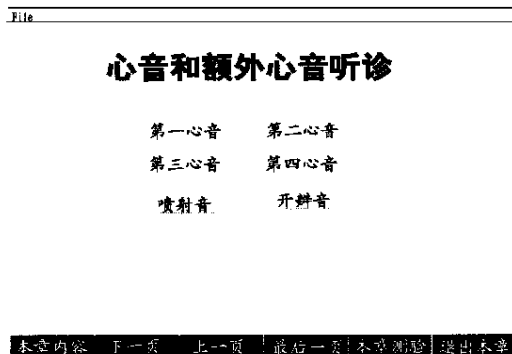 File
心音和额外心音听诊
第一心音 第二心音
第三心音 第四心音
喷射音 开辨音
本章内容 下一页 上一页 最后一页 本章测验 退出本章